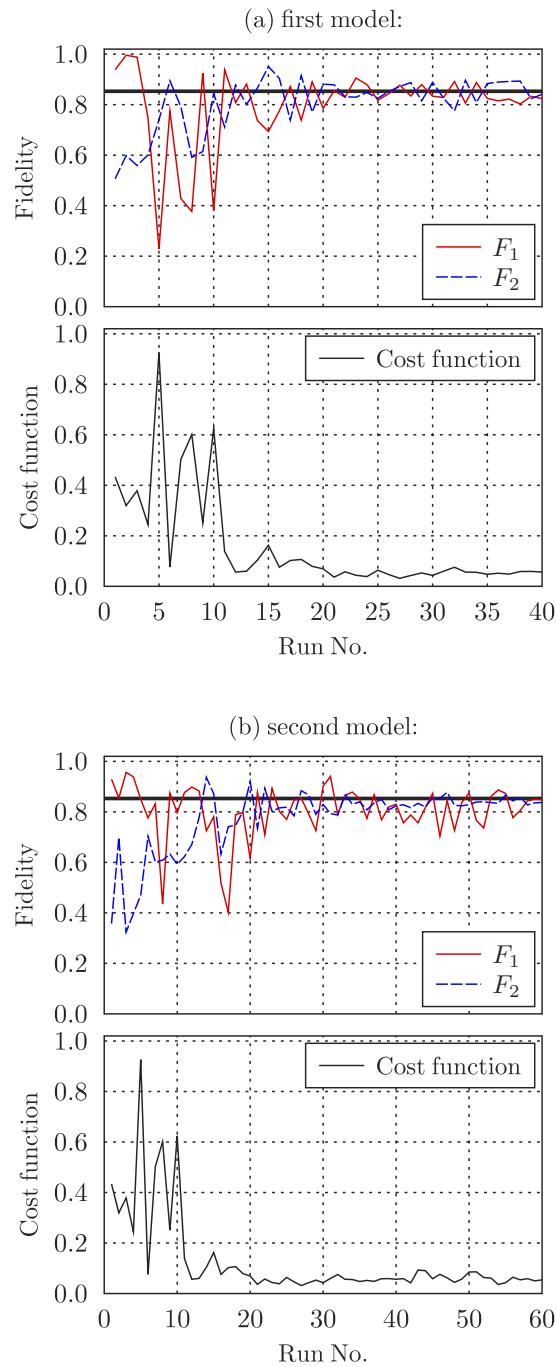 (a) first model:
Fidelity
1.0
0.8
0.6
0.4
0.2
0.0
F₁
F₂
Cost function
1.0
0.8
0.6
0.4
0.2
0.0
Cost function
0 5 10 15 20 25 30 35 40
Run No.
(b) second model:
Fidelity
1.0
0.8
0.6
0.4
0.2
0.0
F₁
F₂
Cost function
1.0
0.8
0.6
0.4
0.2
0.0
Cost function
0 10 20 30 40 50 60
Run No.